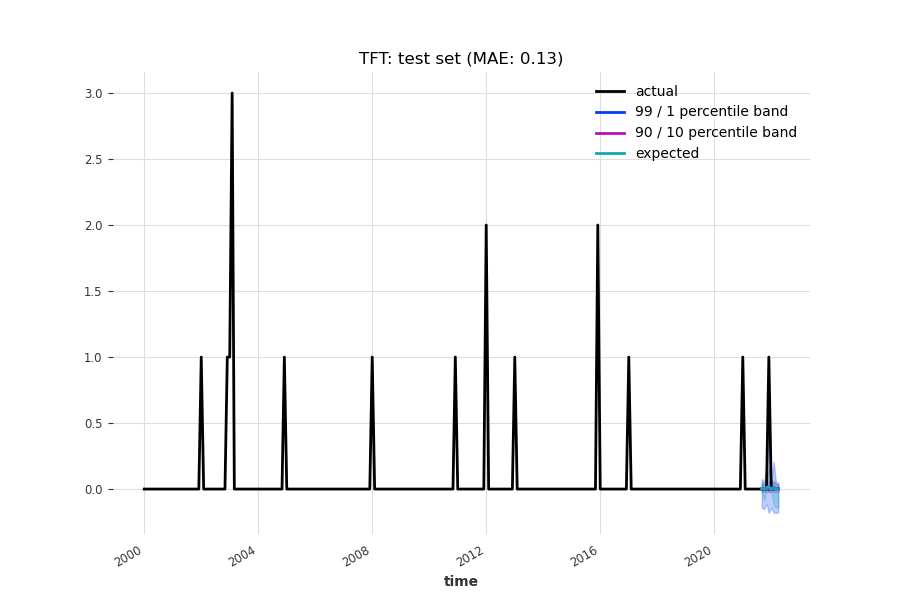 TFT: test set (MAE: 0.13)
actual
99 / 1 percentile band
90 / 10 percentile band
expected
3.0
2.5
2.0
1.5
1.0
0.5
0.0
2000
2004
2008
2012
2016
2020
time